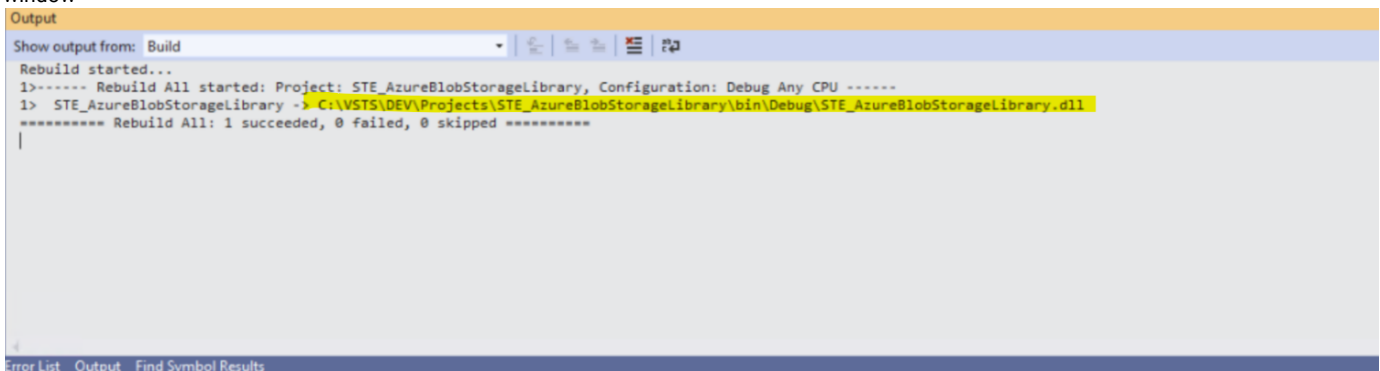 window
Output
Show output from: Build
Rebuild started...
1>------ Rebuild All started: Project: STE_AzureBlobStorageLibrary, Configuration: Debug Any CPU ------
1> STE_AzureBlobStorageLibrary -> C:\VSTS\DEV\Projects\STE_AzureBlobStorageLibrary\bin\Debug\STE_AzureBlobStorageLibrary.dll
========== Rebuild All: 1 succeeded, 0 failed, 0 skipped ==========
Error List Output Find Symbol Results